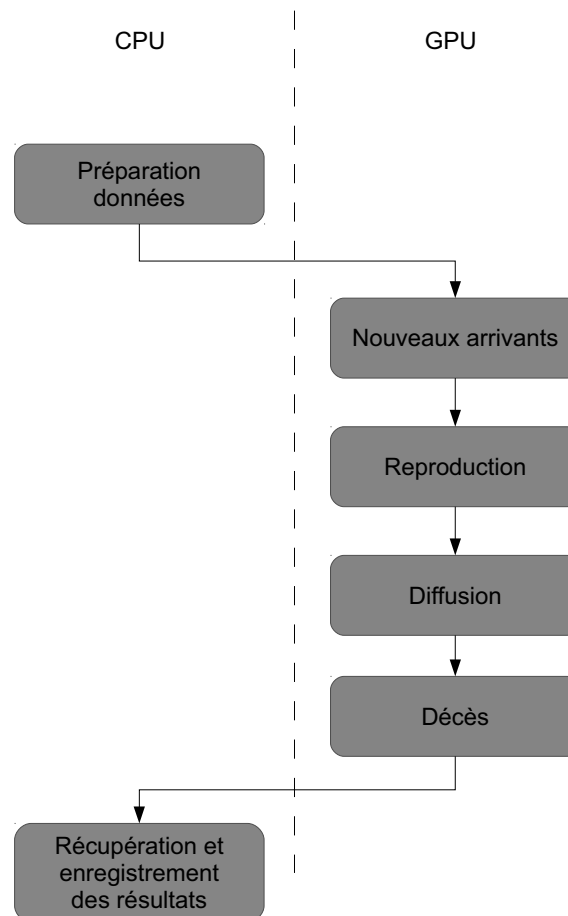 CPU
GPU
Préparation
données
Nouveaux arrivants
Reproduction
Diffusion
Décès
Récupération et
enregistrement
des résultats